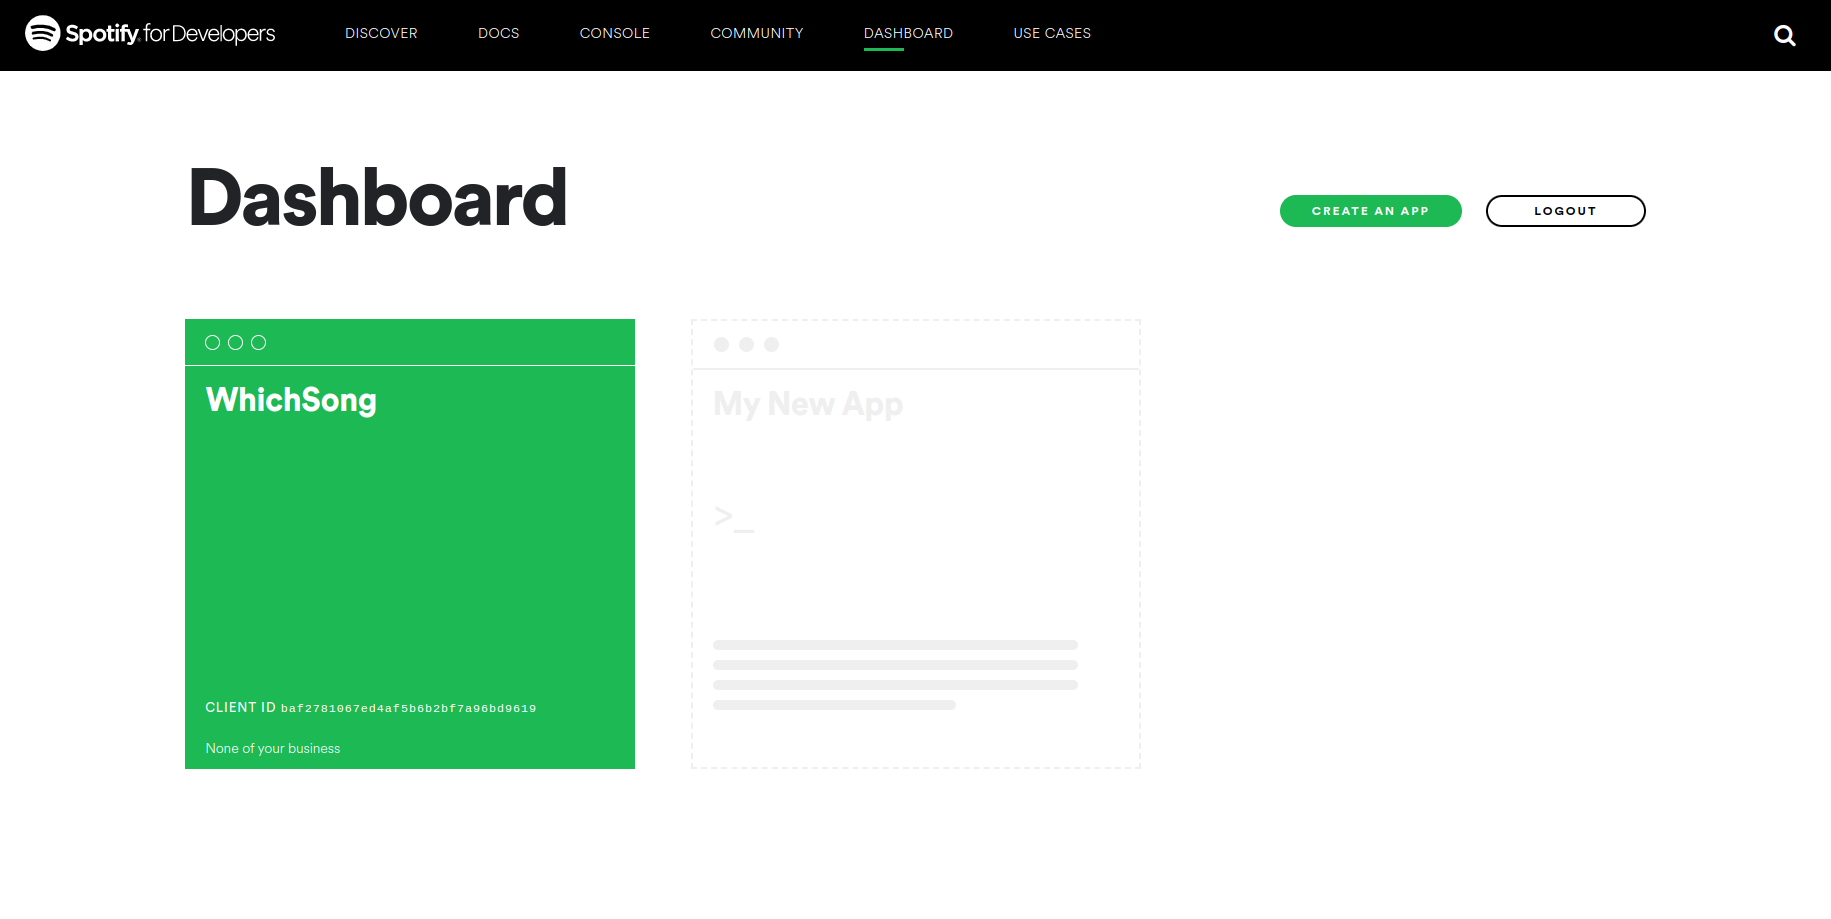 Spotify for Developers
DISCOVER
DOCS
CONSOLE
COMMUNITY
DASHBOARD
USE CASES
Dashboard
CREATE AN APP
LOGOUT
WhichSong
CLIENT ID baf2781067ed4af5b6b2bf7a96bd9619
None of your business
My New App
>_